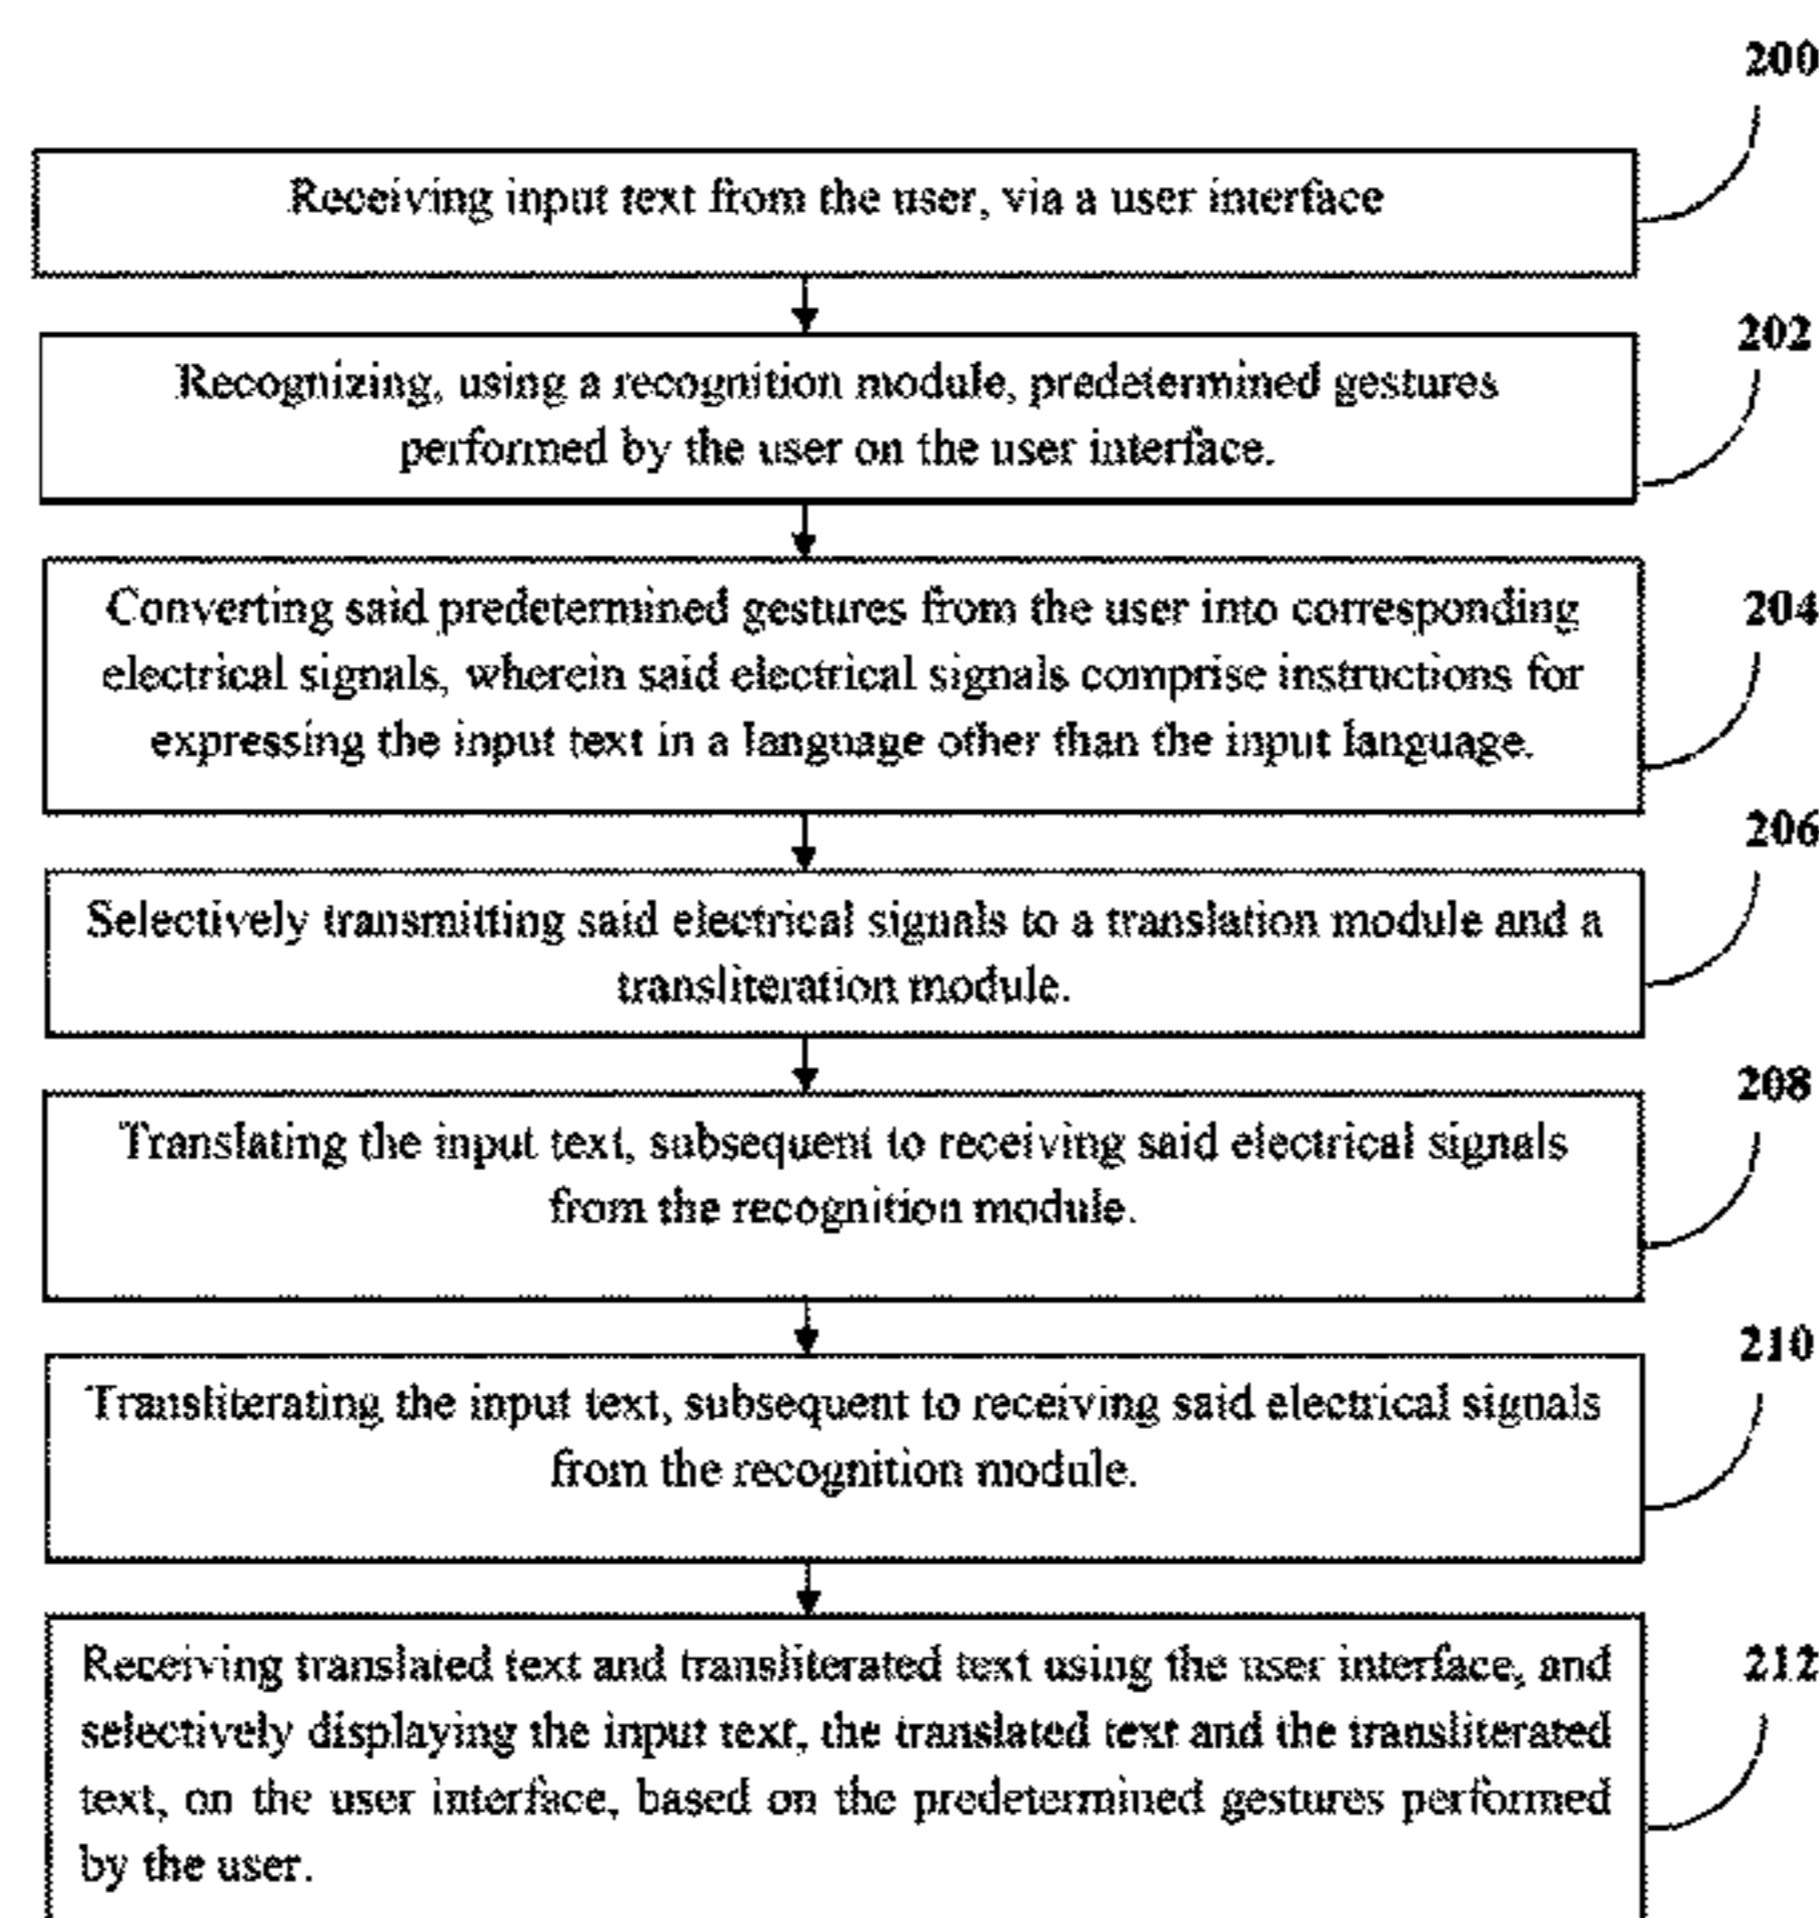 200
Receiving input text from the user, via a user interface
202
Recognizing, using a recognition module, predetermined gestures
performed by the user on the user interface.
204
Converting said predetermined gestures from the user into corresponding
electrical signals, wherein said electrical signals comprise instructions for
expressing the input text in a language other than the input language.
206
Selectively transmitting said electrical signals to a translation module and a
transliteration module.
208
Translating the input text, subsequent to receiving said electrical signals
from the recognition module.
210
Transliterating the input text, subsequent to receiving said electrical signals
from the recognition module.
212
Receiving translated text and transliterated text using the user interface, and
selectively displaying the input text, the translated text and the transliterated
text, on the user interface, based on the predetermined gestures performed
by the user.